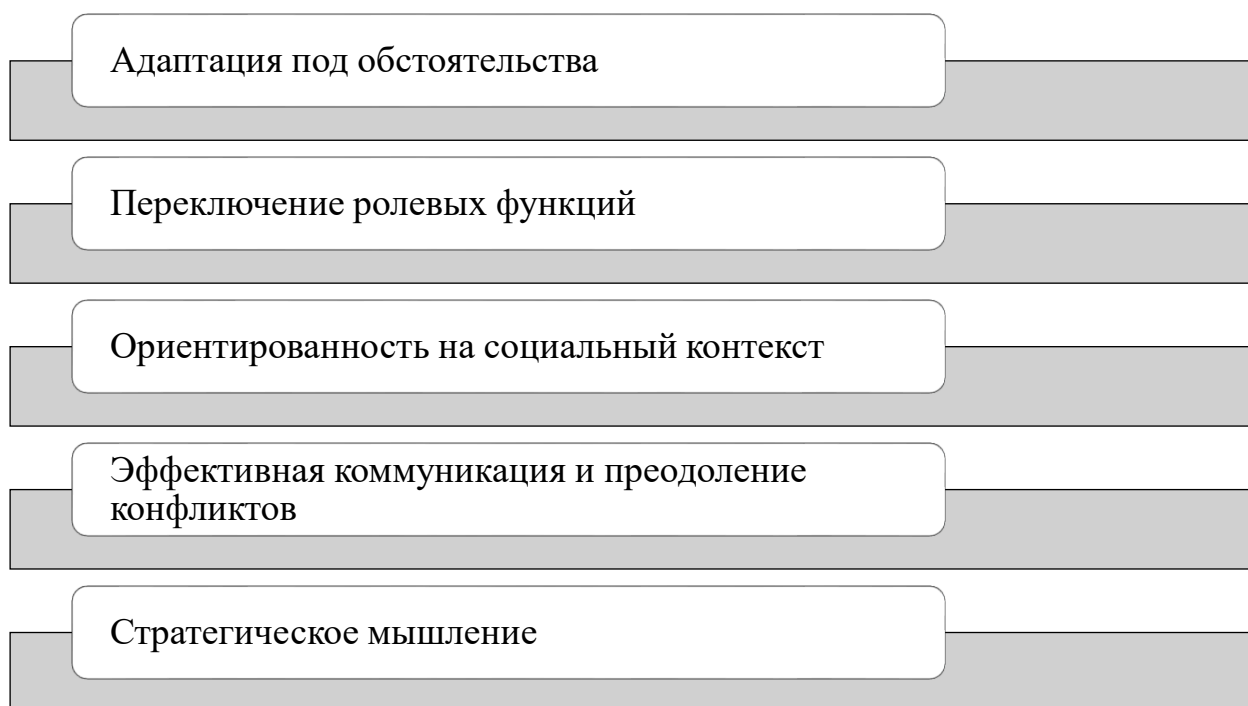 Адаптация под обстоятельства
Переключение ролевых функций
Ориентированность на социальный контекст
Эффективная коммуникация и преодоление
конфликтов
Стратегическое мышление